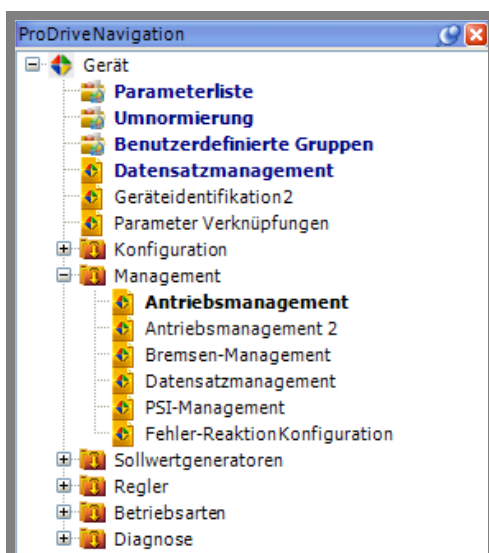 ProDriveNavigation
Gerät
Parameterliste
Umnormierung
Benutzerdefinierte Gruppen
Datensatzmanagement
Geräteidentifikation2
Parameter Verknüpfungen
Konfiguration
Management
Antriebsmanagement
Antriebsmanagement 2
Bremsen-Management
Datensatzmanagement
PSI-Management
Fehler-ReaktionKonfiguration
Sollwertgeneratoren
Regler
Betriebsarten
Diagnose